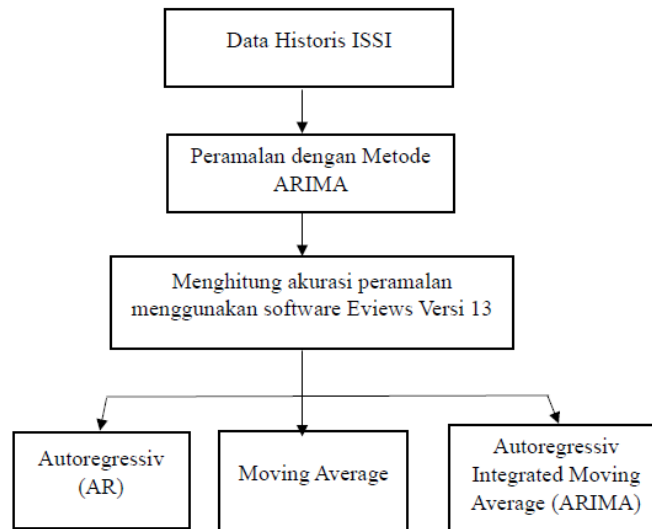 Data Historis ISSI
Peramalan dengan Metode
ARIMA
Menghitung akurasi peramalan
menggunakan software Eviews Versi 13
Autoregressiv
(AR)
Moving Average
Autoregressiv
Integrated Moving
Average (ARIMA)